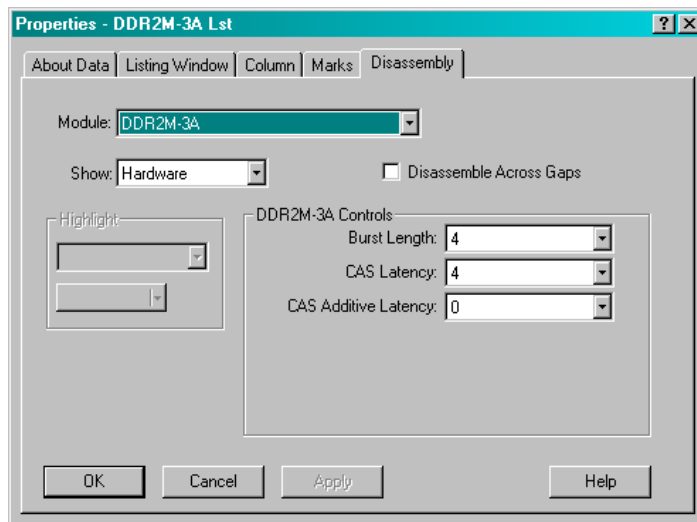 Properties - DDR2M-3A Lst
About Data Listing Window Column Marks Disassembly
Module: DDR2M-3A
Show: Hardware Disassemble Across Gaps
Highlight
DDR2M-3A Controls
Burst Length: 4
CAS Latency: 4
CAS Additive Latency: 0
OK Cancel Apply Help